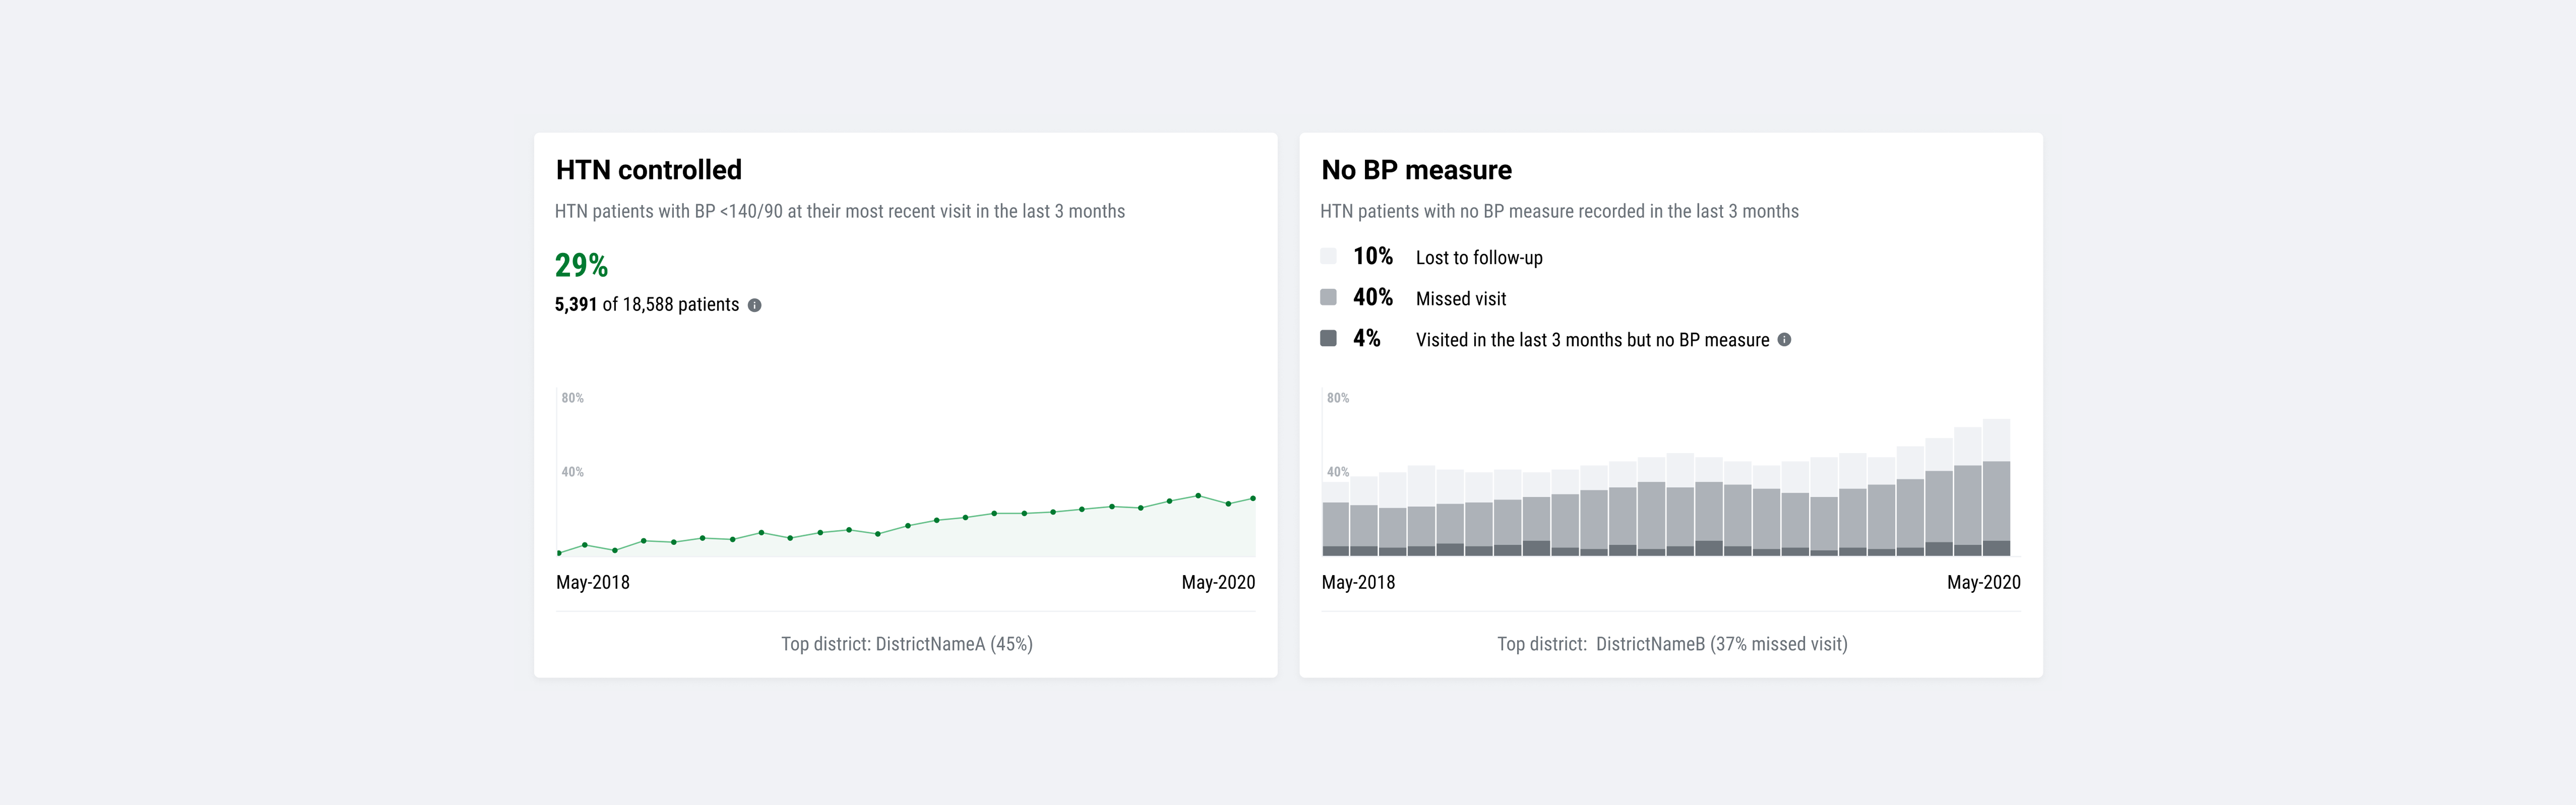 HTN controlled
HTN patients with BP <140/90 at their most recent visit in the last 3 months
29%
5,391 of 18,588 patients
80%
40%
May-2018 May-2020
Top district: DistrictNameA (45%)
No BP measure
HTN patients with no BP measure recorded in the last 3 months
10% Lost to follow-up
40% Missed visit
4% Visited in the last 3 months but no BP measure
80%
40%
May-2018 May-2020
Top district: DistrictNameB (37% missed visit)